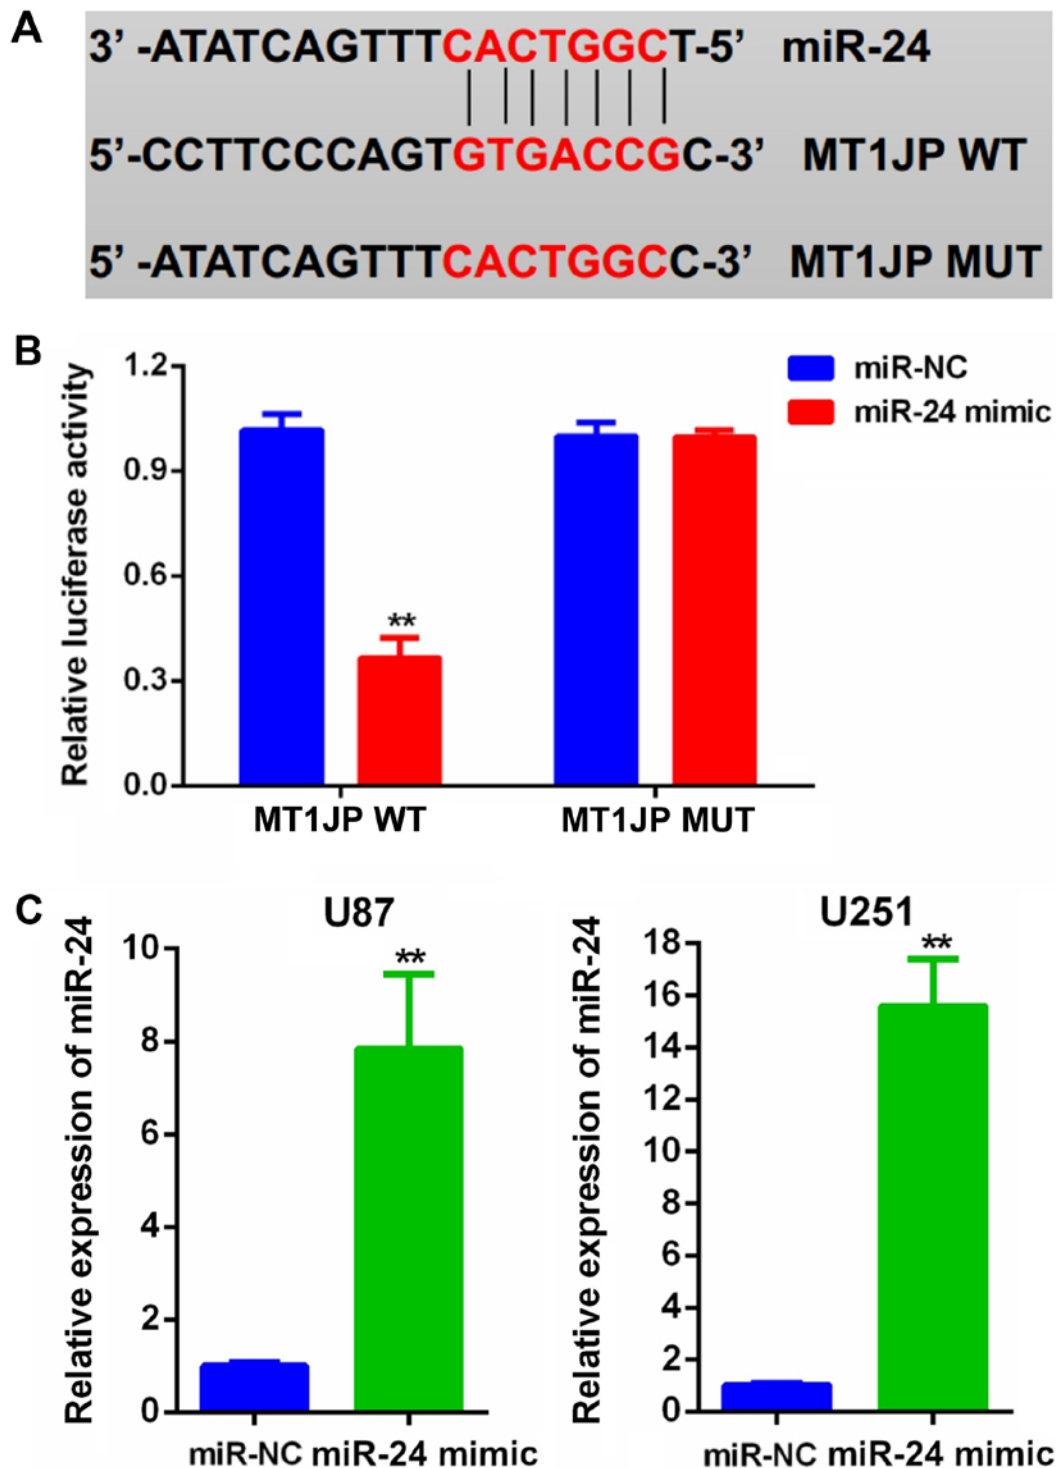 A
3’ -ATATCAGTTTCACTGGCT-5’ miR-24
5’-CCTTCCCAGTGTGACCGC-3’ MT1JP WT
5’ -ATATCAGTTTCACTGGCC-3’ MT1JP MUT
B
Relative luciferase activity
1.2
0.9
0.6
0.3
0.0
**
miR-NC
miR-24 mimic
MT1JP WT
MT1JP MUT
C
U87
Relative expression of miR-24
10
8
6
4
2
0
**
miR-NC
miR-24 mimic
U251
Relative expression of miR-24
18
16
14
12
10
8
6
4
2
0
**
miR-NC
miR-24 mimic